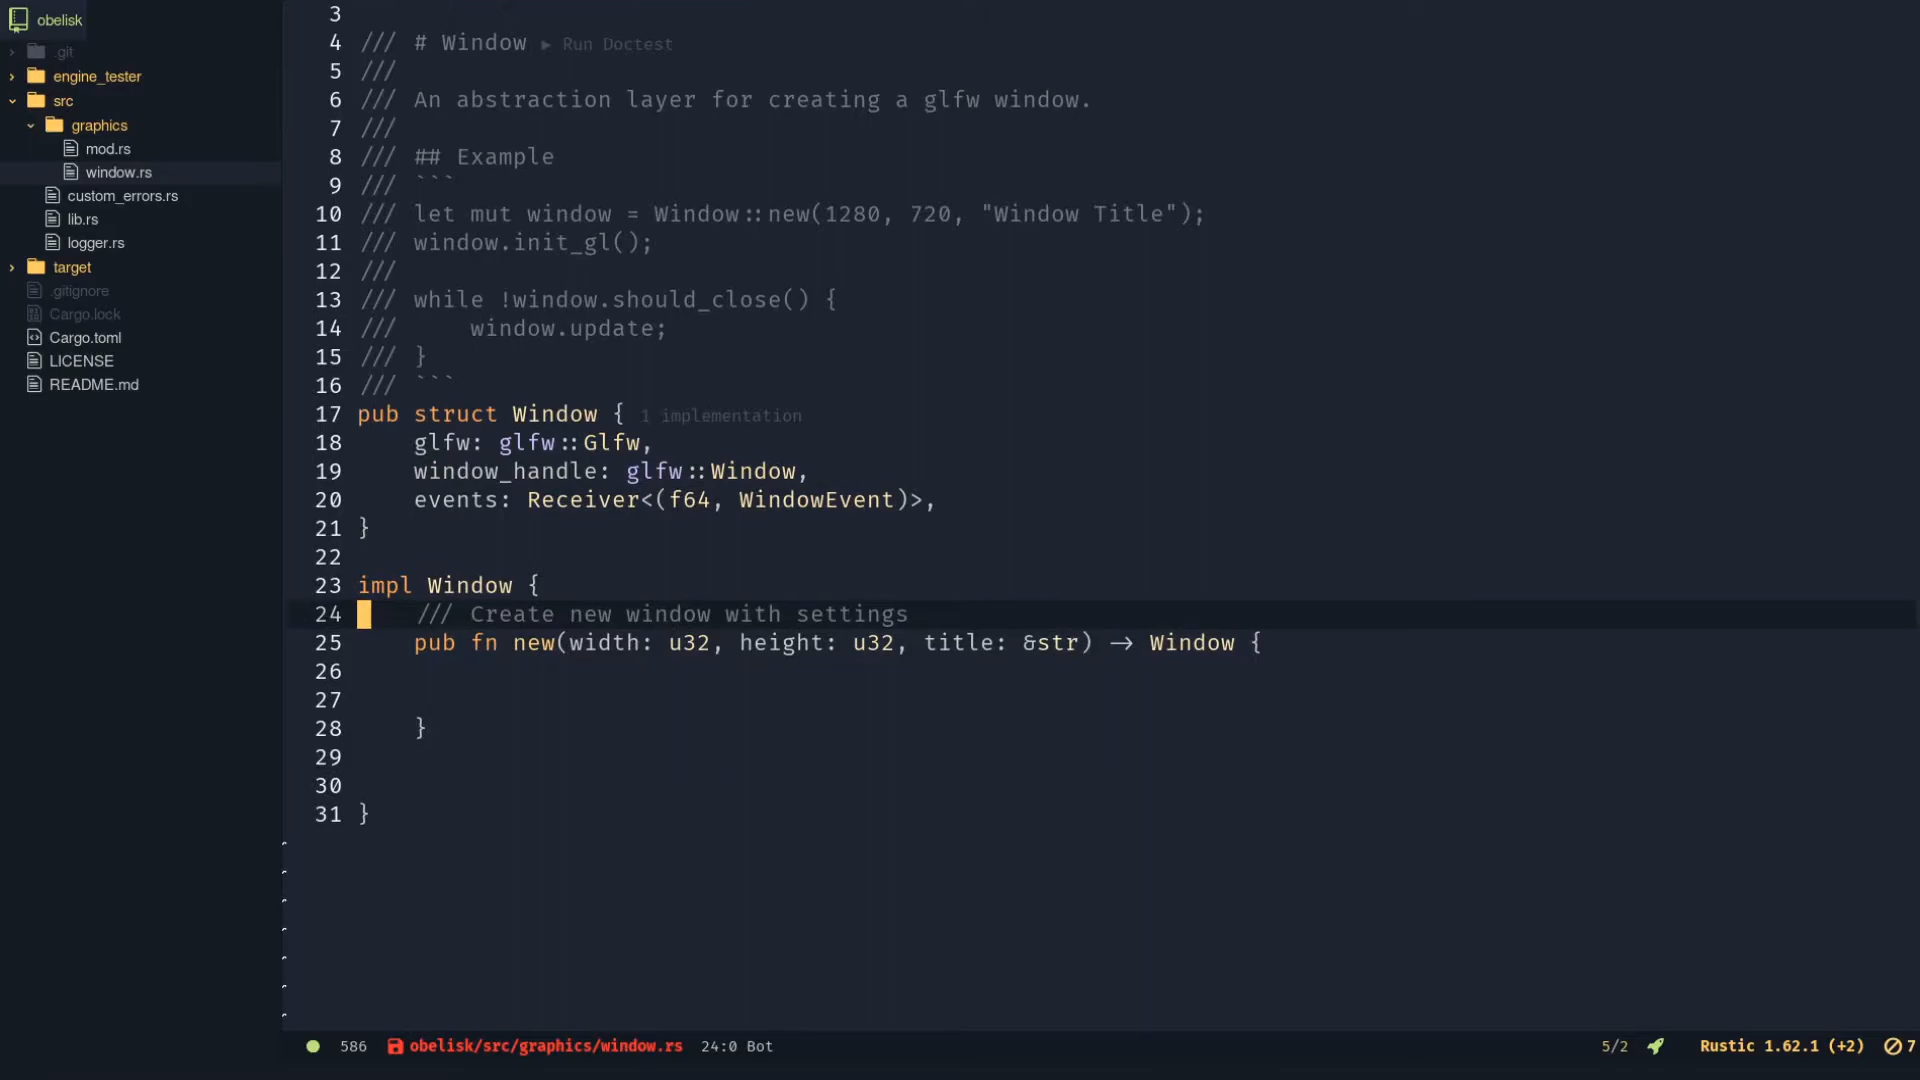 obelisk
.git
engine_tester
src
graphics
mod.rs
window.rs
custom_errors.rs
lib.rs
logger.rs
target
.gitignore
Cargo.lock
Cargo.toml
LICENSE
README.md
3
4 /// # Window ▶ Run Doctest
5 ///
6 /// An abstraction layer for creating a glfw window.
7 ///
8 /// ## Example
9 /// ```
10 /// let mut window = Window::new(1280, 720, "Window Title");
11 /// window.init_gl();
12 ///
13 /// while !window.should_close() {
14 ///     window.update;
15 /// }
16 /// ```
17 pub struct Window { 1 implementation
18     glfw: glfw::Glfw,
19     window_handle: glfw::Window,
20     events: Receiver<(f64, WindowEvent)>,
21 }
22
23 impl Window {
24     /// Create new window with settings
25     pub fn new(width: u32, height: u32, title: &str) -> Window {
26
27
28     }
29
30
31 }
586 obelisk/src/graphics/window.rs 24:0 Bot 5/2 Rustic 1.62.1 (+2) 7